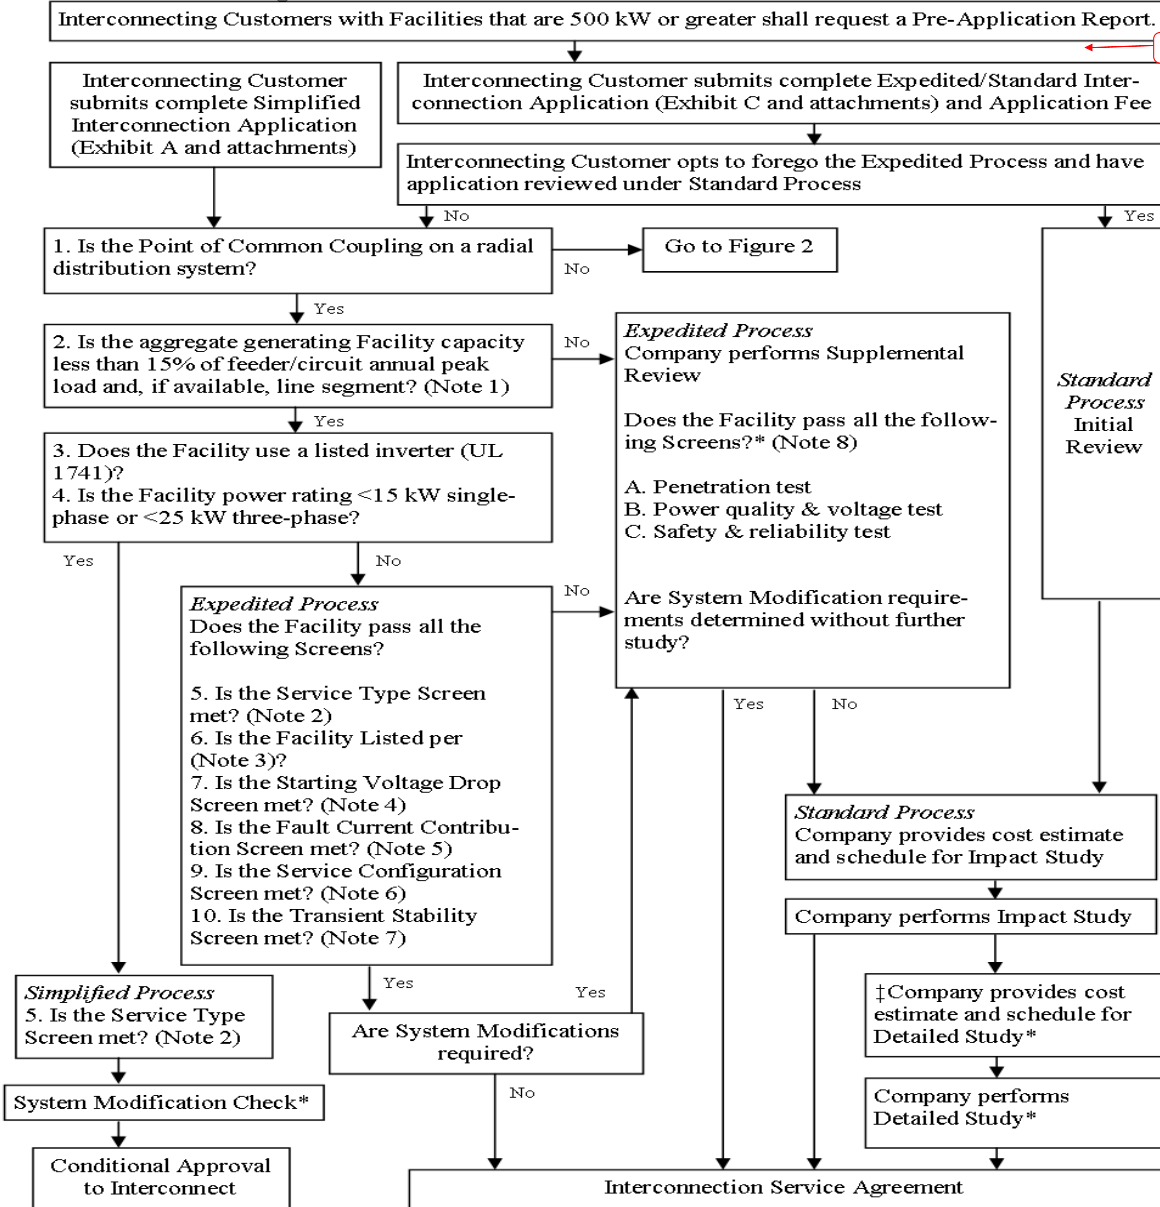 Interconnecting Customers with Facilities that are 500 kW or greater shall request a Pre-Application Report.
Interconnecting Customer
submits complete Simplified
Interconnection Application
(Exhibit A and attachments)
Interconnecting Customer submits complete Expedited/Standard Inter-
connection Application (Exhibit C and attachments) and Application Fee
Interconnecting Customer opts to forego the Expedited Process and have
application reviewed under Standard Process
No
Yes
1. Is the Point of Common Coupling on a radial
distribution system?
No
Go to Figure 2
Yes
2. Is the aggregate generating Facility capacity
less than 15% of feeder/circuit annual peak
load and, if available, line segment? (Note 1)
No
Yes
3. Does the Facility use a listed inverter (UL
1741)?
4. Is the Facility power rating <15 kW single-
phase or <25 kW three-phase?
Yes
No
Expedited Process
Company performs Supplemental
Review
Does the Facility pass all the follow-
ing Screens?* (Note 8)
A. Penetration test
B. Power quality & voltage test
C. Safety & reliability test
Are System Modification require-
ments determined without further
study?
Standard
Process
Initial
Review
Expedited Process
Does the Facility pass all the
following Screens?
5. Is the Service Type Screen
met? (Note 2)
6. Is the Facility Listed per
(Note 3)?
7. Is the Starting Voltage Drop
Screen met? (Note 4)
8. Is the Fault Current Contribu-
tion Screen met? (Note 5)
9. Is the Service Configuration
Screen met? (Note 6)
10. Is the Transient Stability
Screen met? (Note 7)
No
Yes
No
Standard Process
Company provides cost estimate
and schedule for Impact Study
Company performs Impact Study
Simplified Process
5. Is the Service Type
Screen met? (Note 2)
Yes
Yes
Are System Modifications
required?
No
‡Company provides cost
estimate and schedule for
Detailed Study*
Company performs
Detailed Study*
System Modification Check*
Conditional Approval
to Interconnect
Interconnection Service Agreement